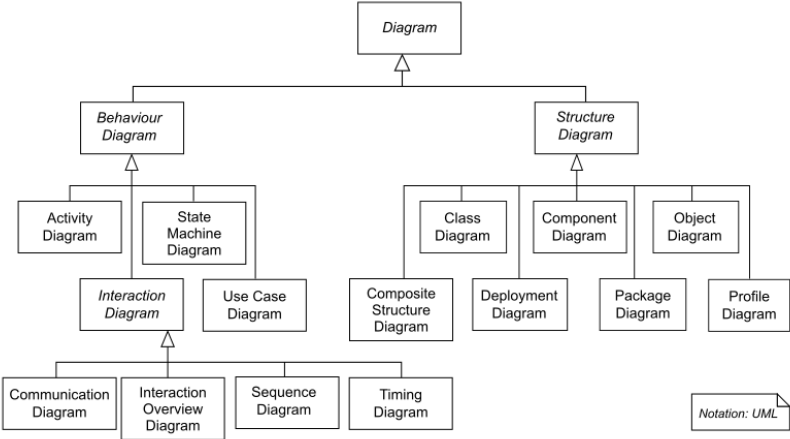 Diagram
Behaviour
Diagram
Structure
Diagram
Activity
Diagram
State
Machine
Diagram
Class
Diagram
Component
Diagram
Object
Diagram
Interaction
Diagram
Use Case
Diagram
Composite
Structure
Diagram
Deployment
Diagram
Package
Diagram
Profile
Diagram
Communication
Diagram
Interaction
Overview
Diagram
Sequence
Diagram
Timing
Diagram
Notation: UML